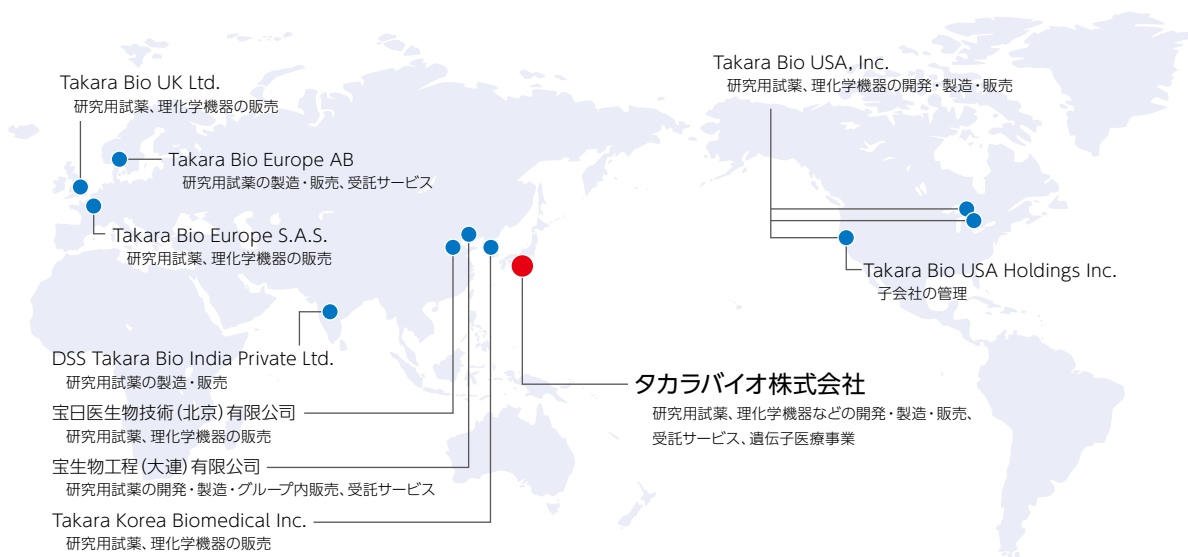 Takara Bio UK Ltd.
研究用試薬、理化学機器の販売
Takara Bio Europe AB
研究用試薬の製造・販売、受託サービス
Takara Bio Europe S.A.S.
研究用試薬、理化学機器の販売
DSS Takara Bio India Private Ltd.
研究用試薬の製造・販売
宝日医生物技術(北京)有限公司
研究用試薬、理化学機器の販売
宝生物工程(大連)有限公司
研究用試薬の開発・製造・グループ内販売、受託サービス
Takara Korea Biomedical Inc.
研究用試薬、理化学機器の販売
Takara Bio USA, Inc.
研究用試薬、理化学機器の開発・製造・販売
Takara Bio USA Holdings Inc.
子会社の管理
タカラバイオ株式会社
研究用試薬、理化学機器などの開発・製造・販売、
受託サービス、遺伝子医療事業